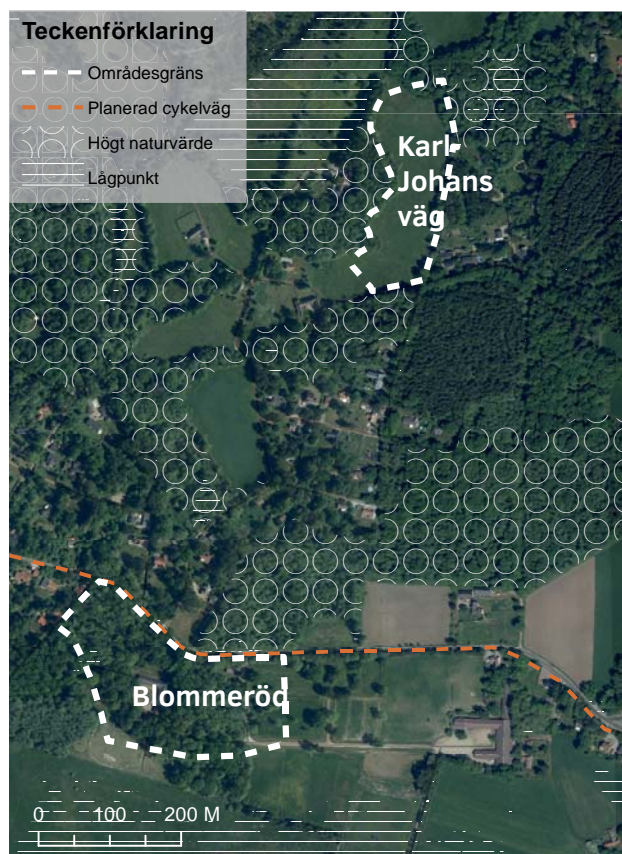 Teckenförklaring
Områdesgräns
Planerad cykelväg
Högt naturvärde
Lågpunkt
Karl
Johans
väg
Blommeröd
0 100 200 M